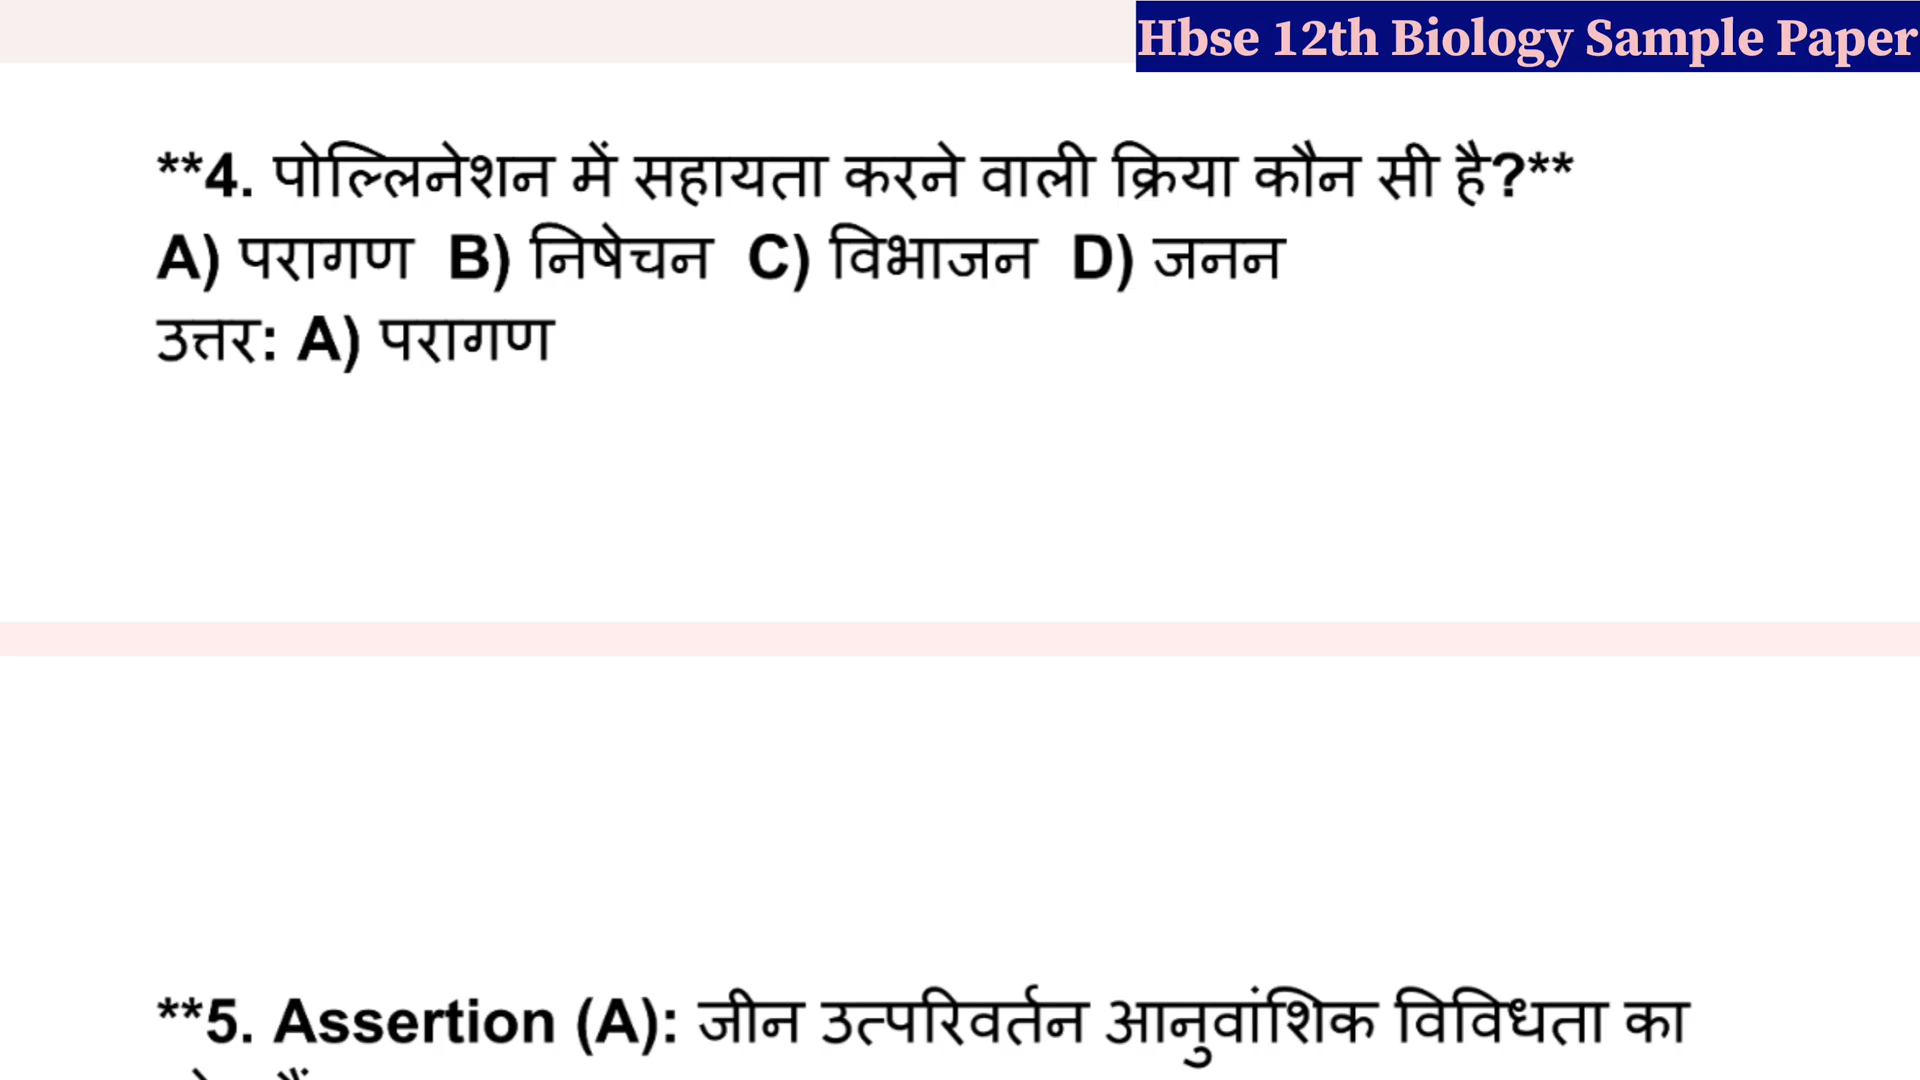 Hbse 12th Biology Sample Paper
**4. पोल्लिनेशन में सहायता करने वाली क्रिया कौन सी है?**
A) परागण B) निषेचन C) विभाजन D) जनन
उत्तर: A) परागण
**5. Assertion (A): जीन उत्परिवर्तन आनुवांशिक विविधता का